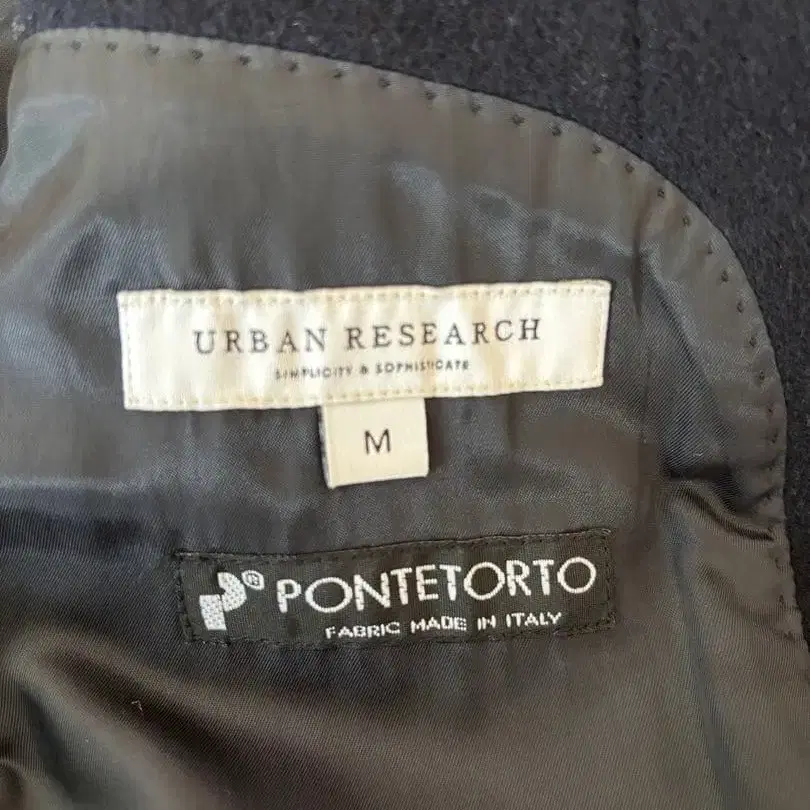 URBAN RESEARCH
SIMPLICITY & SOPHISTICATE
M
P® PONTETORTO
FABRIC MADE IN ITALY